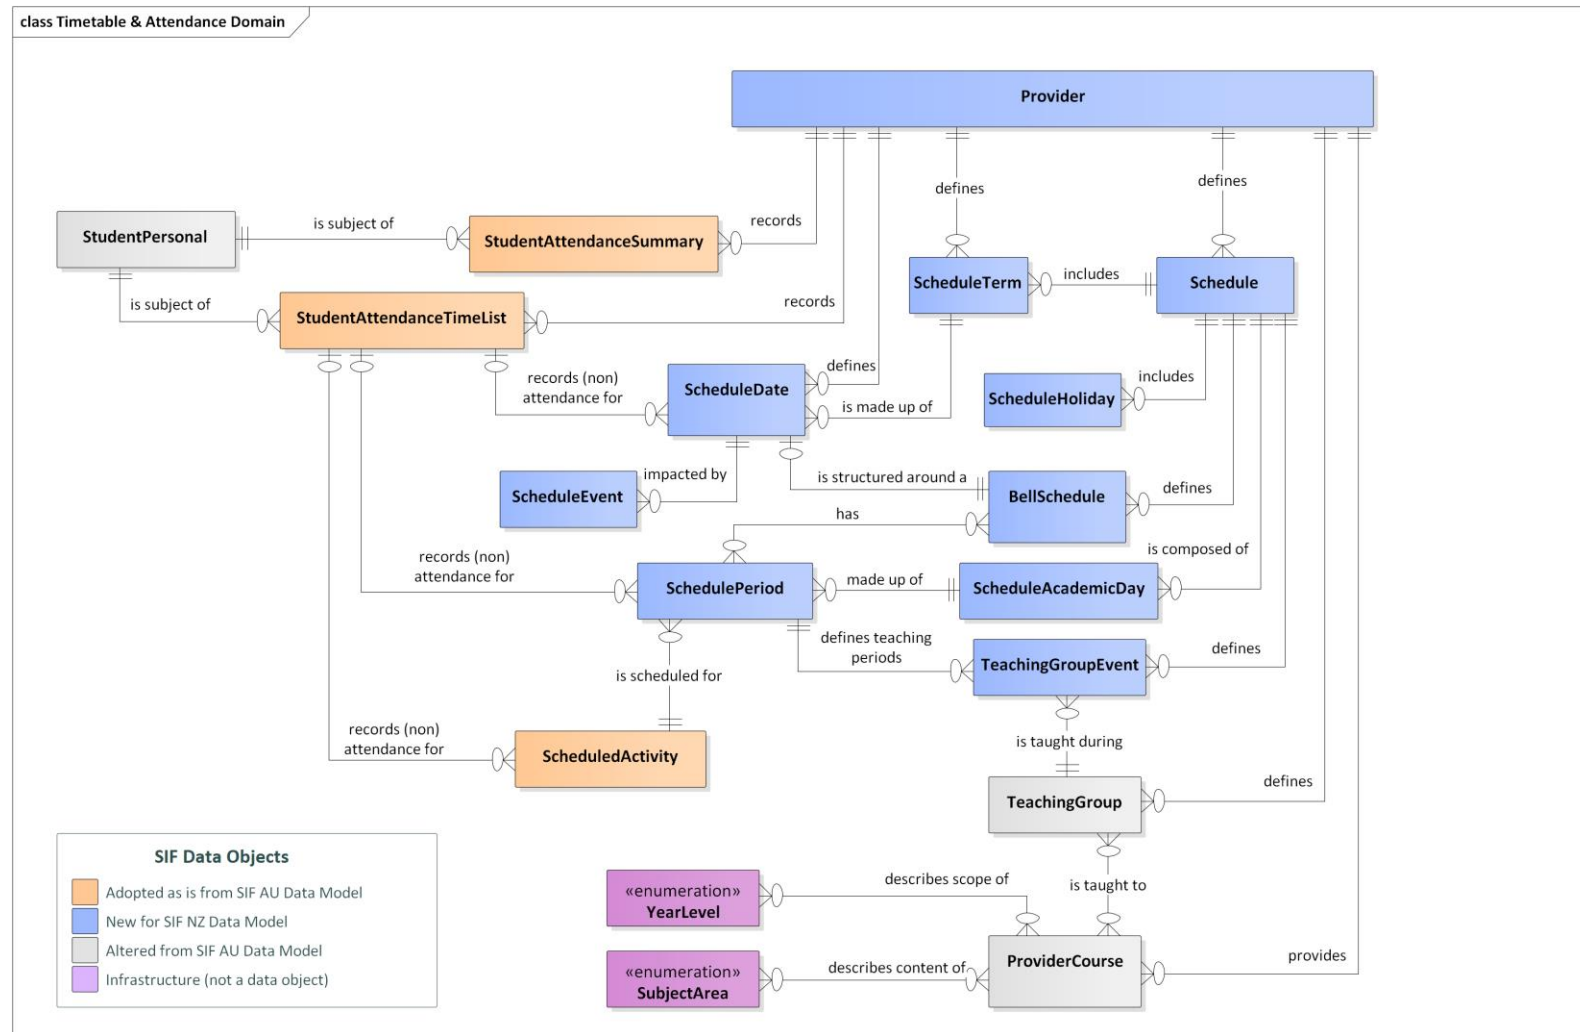 class Timetable & Attendance Domain
Provider
defines
defines
StudentPersonal
is subject of
StudentAttendanceSummary
records
ScheduleTerm
includes
Schedule
is subject of
StudentAttendanceTimeList
records
records (non)
attendance for
ScheduleDate
defines
is made up of
ScheduleHoliday
includes
ScheduleEvent
impacted by
is structured around a
BellSchedule
defines
has
is composed of
records (non)
attendance for
SchedulePeriod
made up of
ScheduleAcademicDay
defines teaching
periods
TeachingGroupEvent
defines
is scheduled for
records (non)
attendance for
ScheduledActivity
is taught during
TeachingGroup
defines
SIF Data Objects
Adopted as is from SIF AU Data Model
New for SIF NZ Data Model
Altered from SIF AU Data Model
Infrastructure (not a data object)
«enumeration»
YearLevel
describes scope of
is taught to
«enumeration»
SubjectArea
describes content of
ProviderCourse
provides